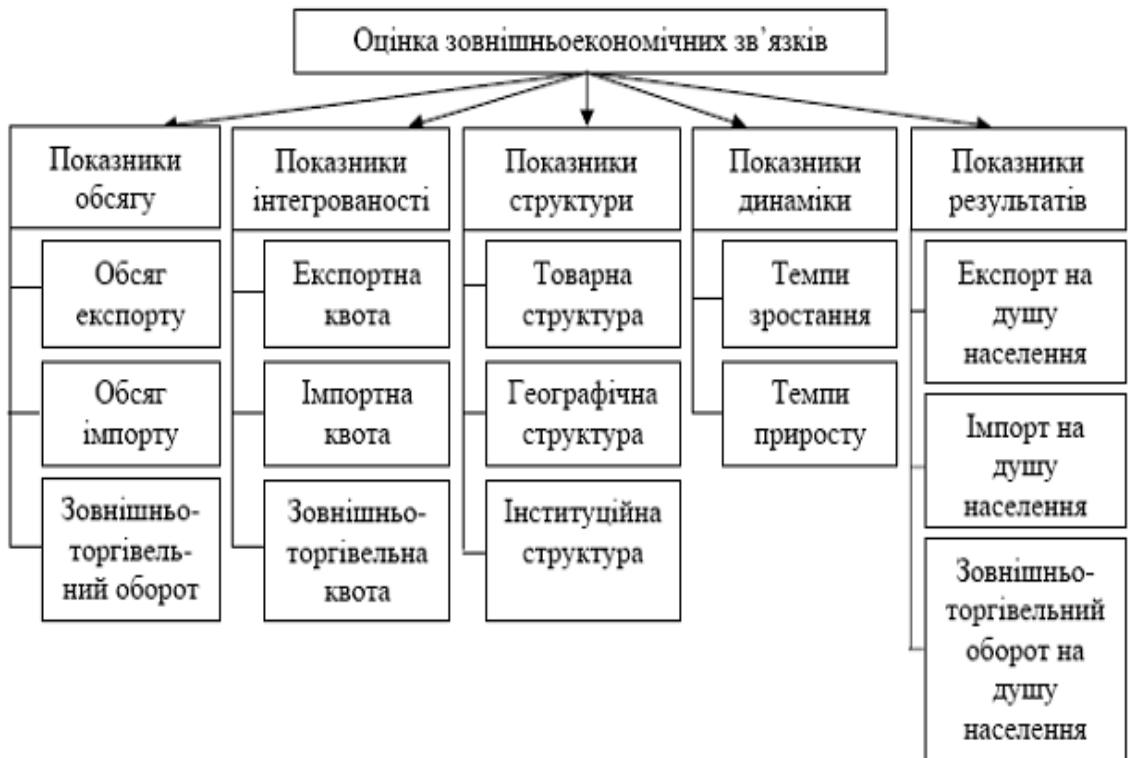 Оцінка зовнішньоекономічних зв’язків
Показники
обсягу
Показники
інтегрованості
Показники
структури
Показники
динаміки
Показники
результатів
Обсяг
експорту
Обсяг
імпорту
Зовнішньо-
торгівель-
ний оборот
Експортна
квота
Імпортна
квота
Зовнішньо-
торгівельна
квота
Товарна
структура
Географічна
структура
Інституційна
структура
Темпи
зростання
Темпи
приросту
Експорт на
душу
населення
Імпорт на
душу
населення
Зовнішньо-
торгівельний
оборот на
душу
населення